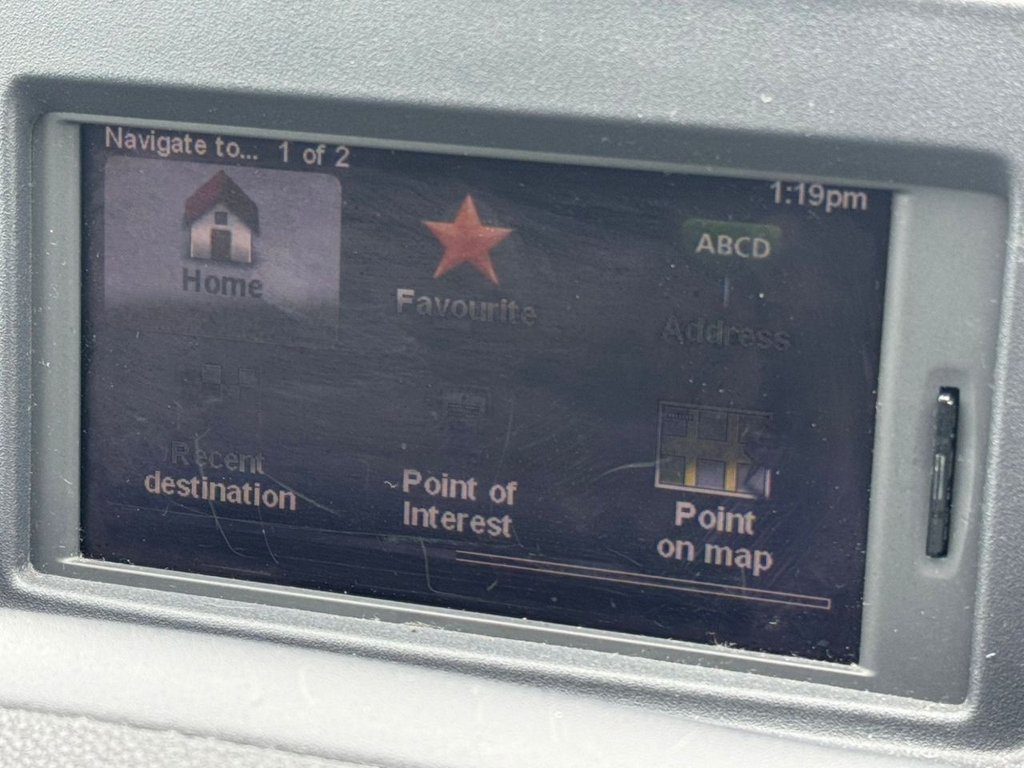 Navigate to... 1 of 2
1:19pm
ABCD
Home
Favourite
Address
Recent
destination
Point of
Interest
Point
on map